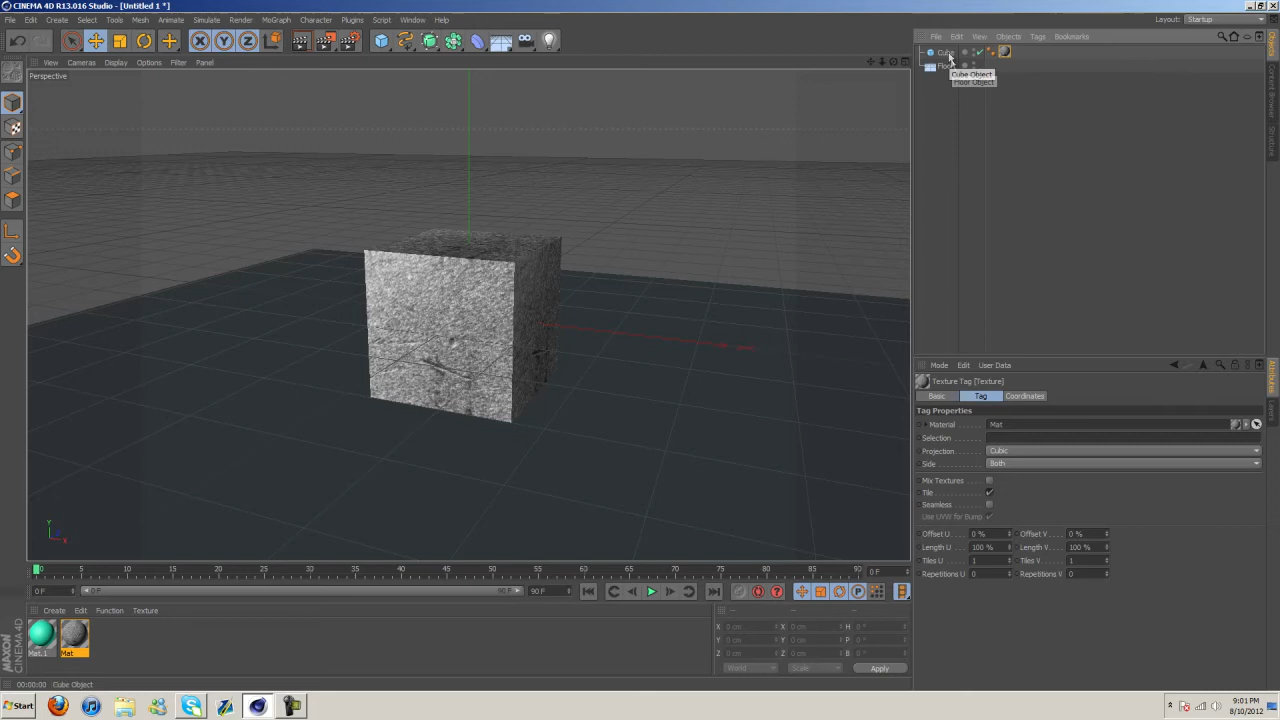 CINEMA 4D R13.016 Studio - [Untitled 1 *]
File Edit Create Select Tools Mesh Animate Simulate Render MoGraph Character Plugins Script Window Help
Layout: Startup
File Edit View Objects Tags Bookmarks
View Cameras Display Options Filter Panel
Perspective
Cube
Floor
Cube Object
Floor Object
Objects
Content Browser
Structure
Y
X
Mode Edit User Data
Texture Tag [Texture]
Basic Tag Coordinates
Tag Properties
Material Mat
Selection
Projection Cubic
Side Both
Mix Textures
Tile
Seamless
Use UVW for Bump
Offset U 0 % Offset V 0 %
Length U 100 % Length V 100 %
Tiles U 1 Tiles V 1
Repetitions U 0 Repetitions V 0
Attributes
Layers
0 5 10 15 20 25 30 35 40 45 50 55 60 65 70 75 80 85 90 0 F
0 F 0 F 90 F 90 F
Create Edit Function Texture
Mat.1 Mat
-- -- --
X 0 cm X 0 cm H 0 °
Y 0 cm Y 0 cm P 0 °
Z 0 cm Z 0 cm B 0 °
World Scale Apply
MAXON
CINEMA 4D
00:00:00 Cube Object
Start
9:01 PM
8/10/2012